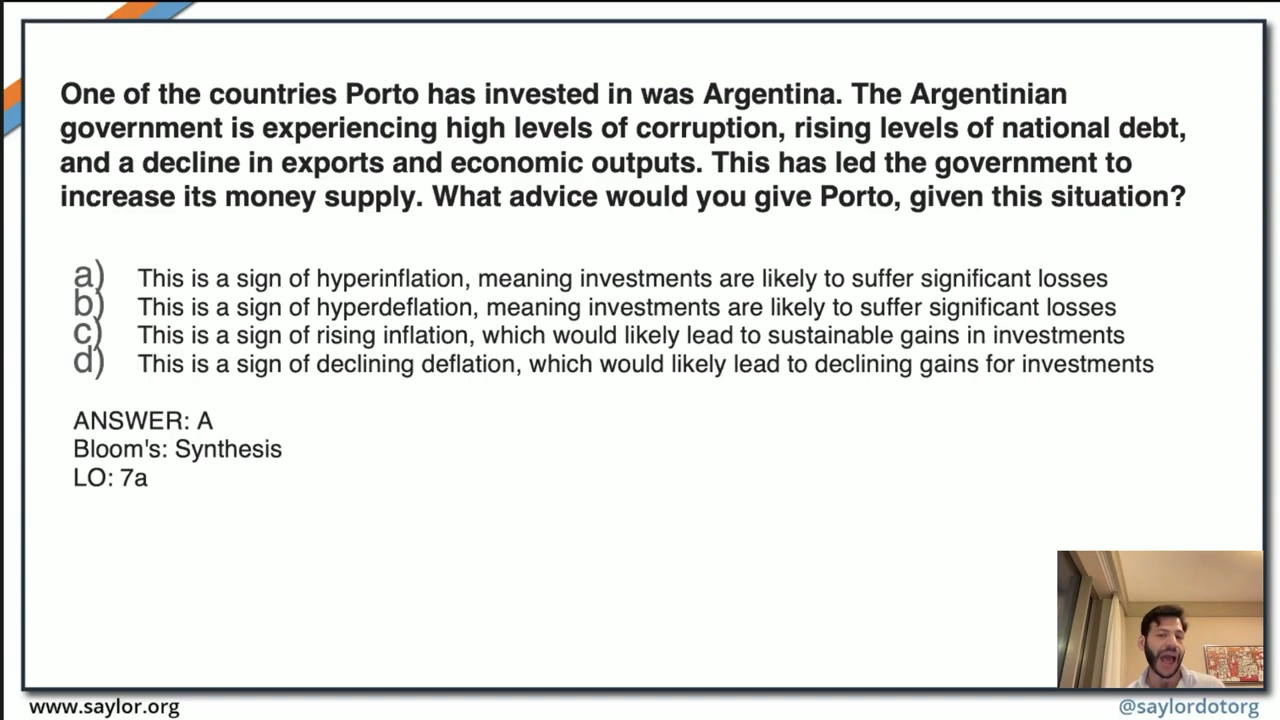 One of the countries Porto has invested in was Argentina. The Argentinian
government is experiencing high levels of corruption, rising levels of national debt,
and a decline in exports and economic outputs. This has led the government to
increase its money supply. What advice would you give Porto, given this situation?
a) This is a sign of hyperinflation, meaning investments are likely to suffer significant losses
b) This is a sign of hyperdeflation, meaning investments are likely to suffer significant losses
c) This is a sign of rising inflation, which would likely lead to sustainable gains in investments
d) This is a sign of declining deflation, which would likely lead to declining gains for investments
ANSWER: A
Bloom's: Synthesis
LO: 7a
www.saylor.org
@saylordotorg